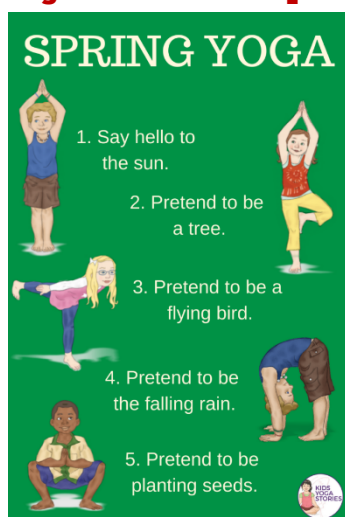 SPRING YOGA
1. Say hello to
the sun.
2. Pretend to be
a tree.
3. Pretend to be a
flying bird.
4. Pretend to be
the falling rain.
5. Pretend to be
planting seeds.
KIDS
YOGA
STORIES